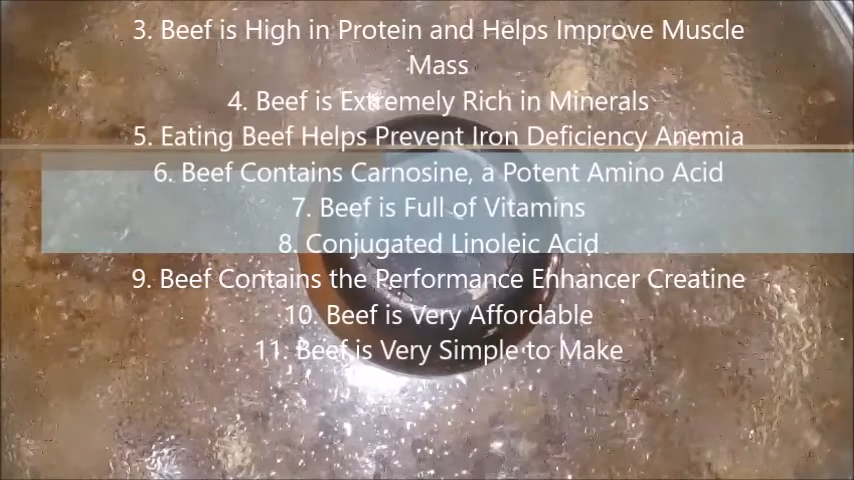 3. Beef is High in Protein and Helps Improve Muscle
Mass
4. Beef is Extremely Rich in Minerals
5. Eating Beef Helps Prevent Iron Deficiency Anemia
6. Beef Contains Carnosine, a Potent Amino Acid
7. Beef is Full of Vitamins
8. Conjugated Linoleic Acid
9. Beef Contains the Performance Enhancer Creatine
10. Beef is Very Affordable
11. Beef is Very Simple to Make